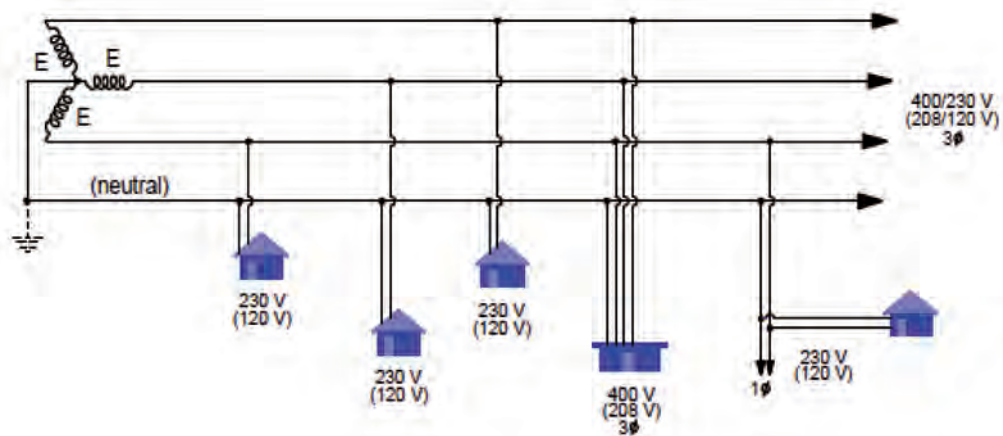 E
E
E
400/230 V
(208/120 V)
3ϕ
(neutral)
230 V
(120 V)
230 V
(120 V)
230 V
(120 V)
400 V
(208 V)
3ϕ
1ϕ
230 V
(120 V)